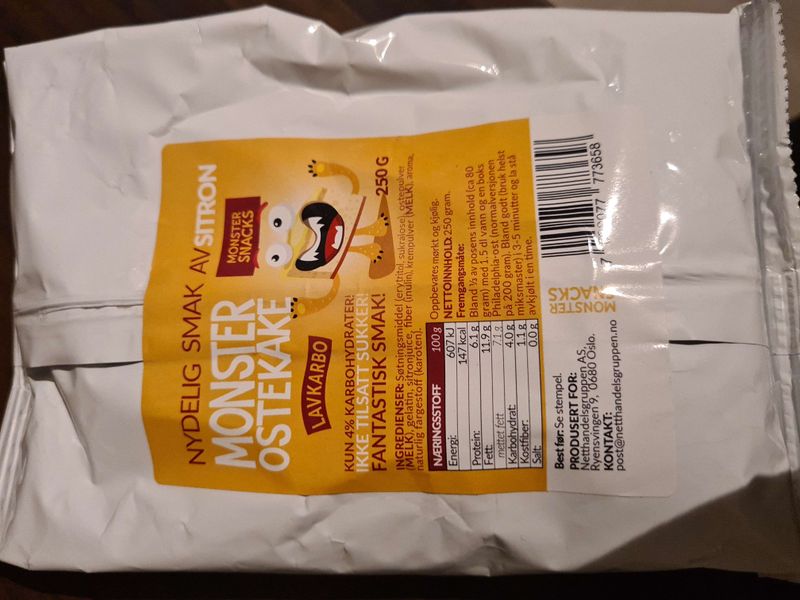 NYDELIG SMAK AV SITRON
MONSTER
OSTEKAKE
MONSTER
SNACKS
LAVKARBO
KUN 4% KARBOHYDRATER!
IKKE TILSATT SUKKER!
FANTASTISK SMAK!
250 G
INGREDIENSER: Søtningsmiddel (erytritol, sukralose), ostepulver
(MELK), gelatin, sitronjuice, fiber (inulin), krempulver (MELK), aroma,
naturlig fargestoff (karoten).
NÆRINGSSTOFF 100 g
Energi: 607 kJ
147 kcal
Protein: 6.1 g
Fett: 11.9 g
mettet fett 7.1 g
Karbohydrat: 4.0 g
Kostfiber: 1.1 g
Salt: 0.0 g
Oppbevares mørkt og kjølig.
NETTOINNHOLD: 250 gram.
Fremgangsmåte:
Bland ⅓ av posens innhold (ca 80
gram) med 1.5 dl vann og en boks
Philadelphia-ost (normalversjonen
på 200 gram). Bland godt (bruk helst
miksmaster) i 3-5 minutter og la stå
avkjølt i en time.
Best før: Se stempel.
PRODUSERT FOR:
Netthandelsgruppen AS,
Ryensvingen 9, 0680 Oslo.
KONTAKT:
post@netthandelsgruppen.no
MONSTER
SNACKS
773658